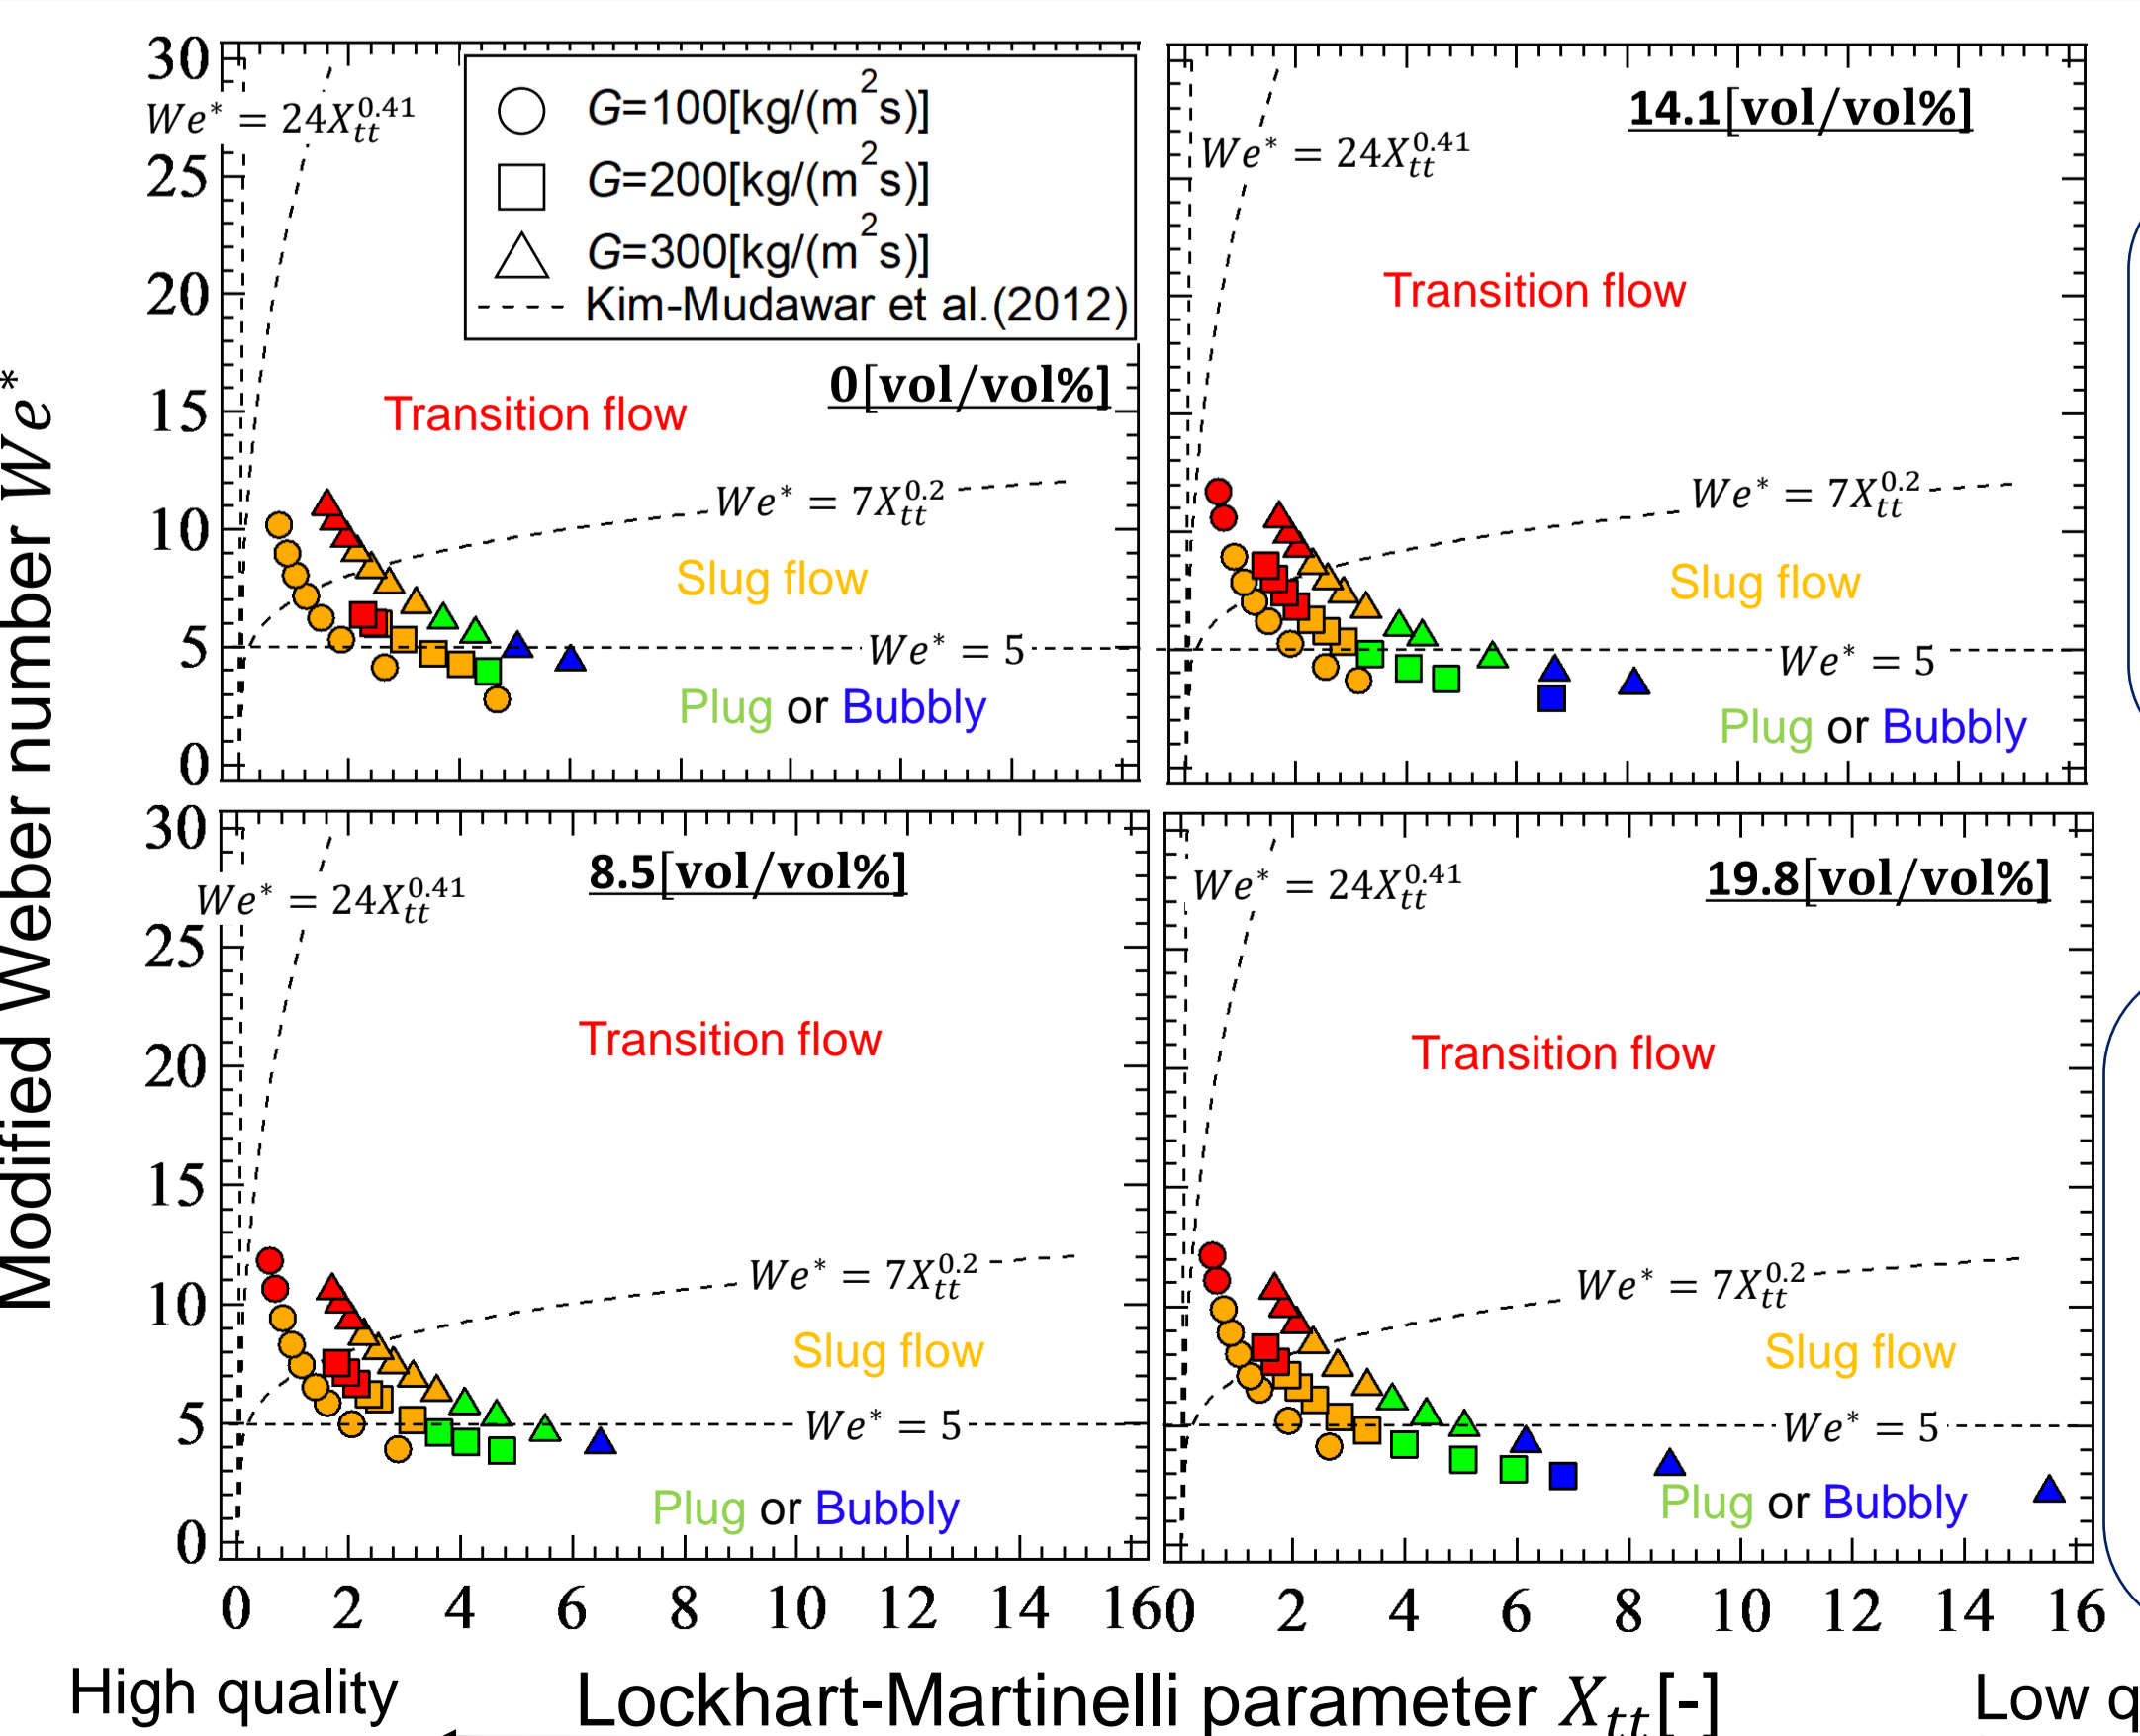 Modified Weber number We*
30
25
20
15
10
5
0
We* = 24X_tt^0.41
G=100[kg/(m²s)]
G=200[kg/(m²s)]
G=300[kg/(m²s)]
Kim-Mudawar et al.(2012)
0[vol/vol%]
Transition flow
We* = 7X_tt^0.2
Slug flow
We* = 5
Plug or Bubbly
14.1[vol/vol%]
We* = 24X_tt^0.41
Transition flow
We* = 7X_tt^0.2
Slug flow
We* = 5
Plug or Bubbly
30
25
20
15
10
5
0
8.5[vol/vol%]
We* = 24X_tt^0.41
Transition flow
We* = 7X_tt^0.2
Slug flow
We* = 5
Plug or Bubbly
0 2 4 6 8 10 12 14 16
We* = 24X_tt^0.41
19.8[vol/vol%]
Transition flow
We* = 7X_tt^0.2
Slug flow
We* = 5
Plug or Bubbly
0 2 4 6 8 10 12 14 16
High quality
Lockhart-Martinelli parameter X_tt[-]
Low q